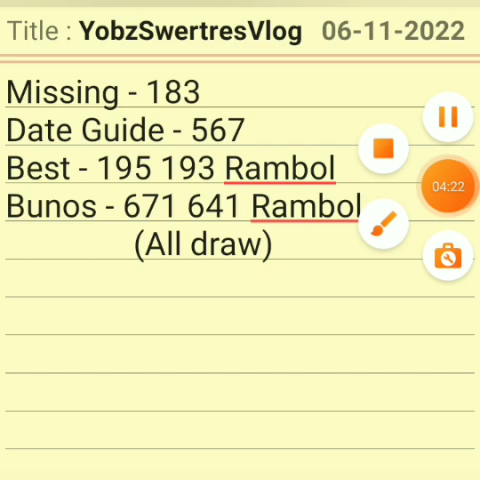 Title : YobzSwertresVlog 06-11-2022
Missing - 183
Date Guide - 567
Best - 195 193 Rambol
Bunos - 671 641 Rambol
(All draw)
04:22